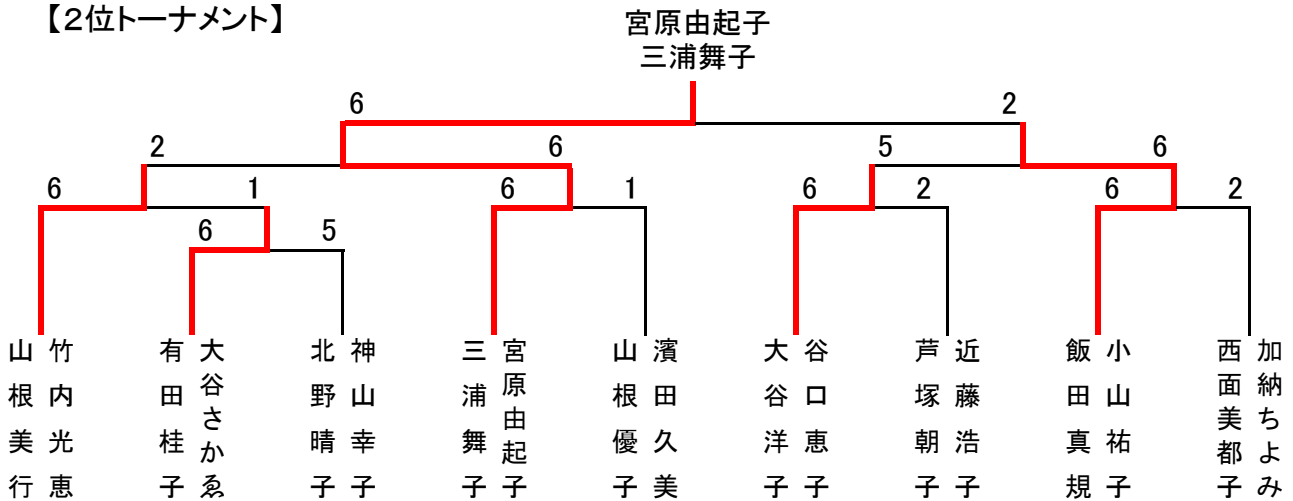 【2位トーナメント】
宮原由起子
三浦舞子
6 2
2 6 5 6
6 1 6 1 6 2 6 2
6 5
竹内光恵
山根美行
大谷さかゑ
有田桂子
神山幸子
北野晴子
宮原由起子
三浦舞子
濱田久美
山根優子
谷口恵子
大谷洋子
近藤浩子
芦塚朝子
小山祐子
飯田真規
加納ちよみ
西面美都子